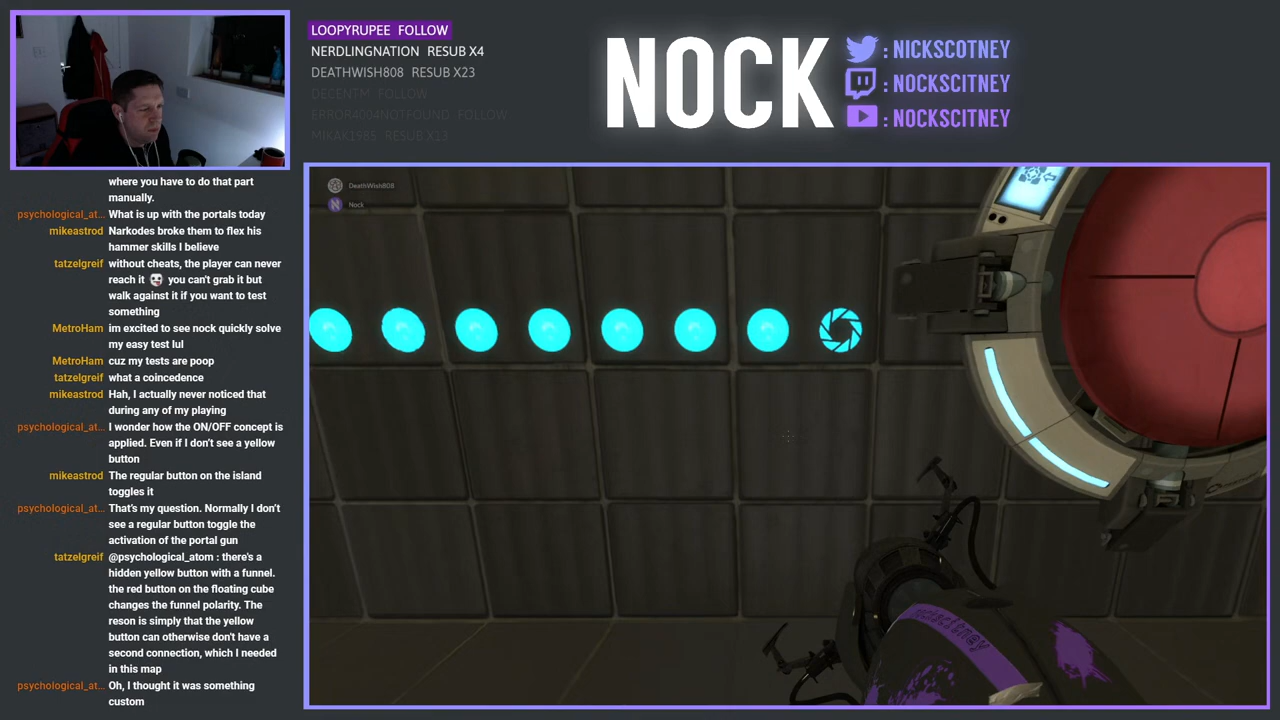 LOOPYRUPEE FOLLOW
NERDLINGNATION RESUB X4
DEATHWISH808 RESUB X23
DECENTM FOLLOW
ERROR4004NOTFOUND FOLLOW
MIKAK1985 RESUB X13
NOCK
: NICKSCOTNEY
: NOCKSCITNEY
: NOCKSCITNEY
DeathWish808
N Nock
where you have to do that part
manually.
psychological_at... What is up with the portals today
mikeastrod Narkodes broke them to flex his
hammer skills I believe
tatzelgreif without cheats, the player can never
reach it you can't grab it but
walk against it if you want to test
something
MetroHam im excited to see nock quickly solve
my easy test lul
MetroHam cuz my tests are poop
tatzelgreif what a coincedence
mikeastrod Hah, I actually never noticed that
during any of my playing
psychological_at... I wonder how the ON/OFF concept is
applied. Even if I don't see a yellow
button
mikeastrod The regular button on the island
toggles it
psychological_at... That's my question. Normally I don't
see a regular button toggle the
activation of the portal gun
tatzelgreif @psychological_atom : there's a
hidden yellow button with a funnel.
the red button on the floating cube
changes the funnel polarity. The
reson is simply that the yellow
button can otherwise don't have a
second connection, which I needed
in this map
psychological_at... Oh, I thought it was something
custom